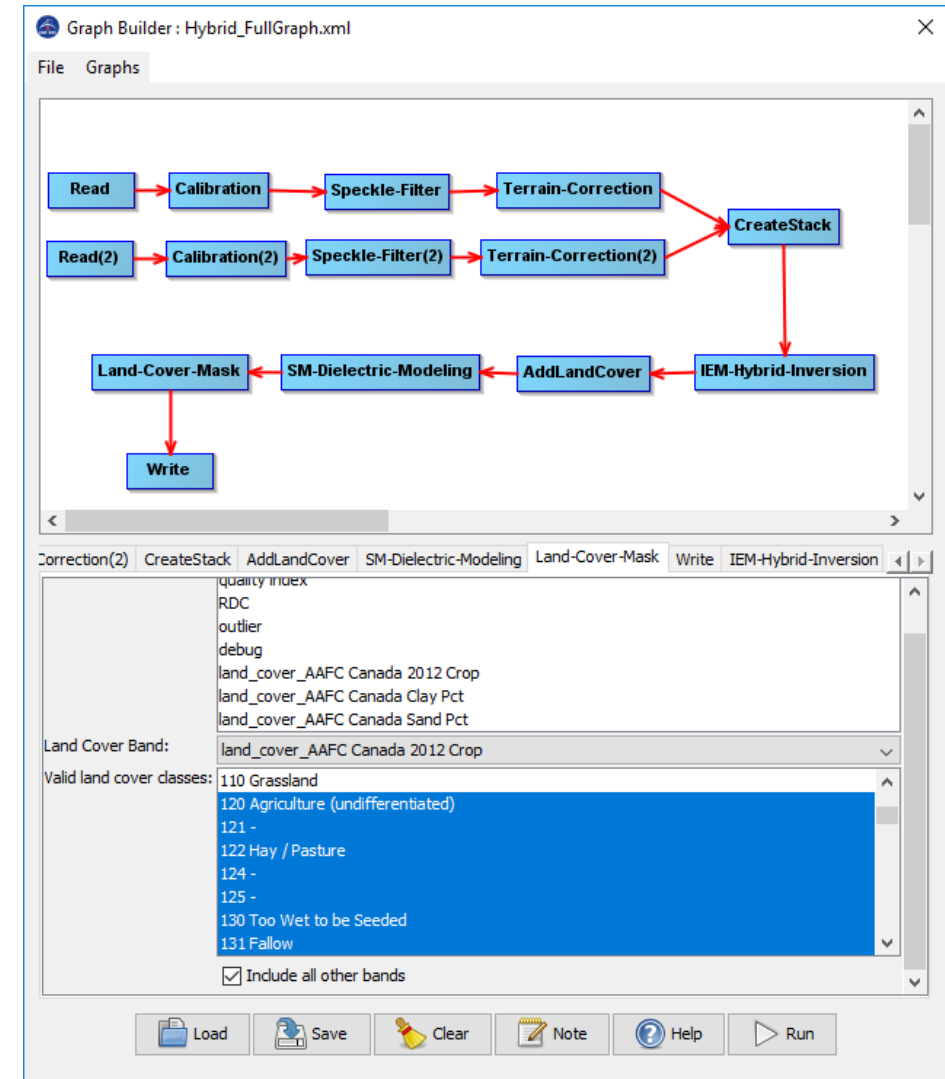 Graph Builder : Hybrid_FullGraph.xml
File Graphs
Read Calibration Speckle-Filter Terrain-Correction
CreateStack
Read(2) Calibration(2) Speckle-Filter(2) Terrain-Correction(2)
Land-Cover-Mask SM-Dielectric-Modeling AddLandCover IEM-Hybrid-Inversion
Write
Correction(2) CreateStack AddLandCover SM-Dielectric-Modeling Land-Cover-Mask Write IEM-Hybrid-Inversion
quality index
RDC
outlier
debug
land_cover_AAFC Canada 2012 Crop
land_cover_AAFC Canada Clay Pct
land_cover_AAFC Canada Sand Pct
Land Cover Band: land_cover_AAFC Canada 2012 Crop
Valid land cover classes: 110 Grassland
120 Agriculture (undifferentiated)
121 -
122 Hay / Pasture
124 -
125 -
130 Too Wet to be Seeded
131 Fallow
Include all other bands
Load Save Clear Note Help Run